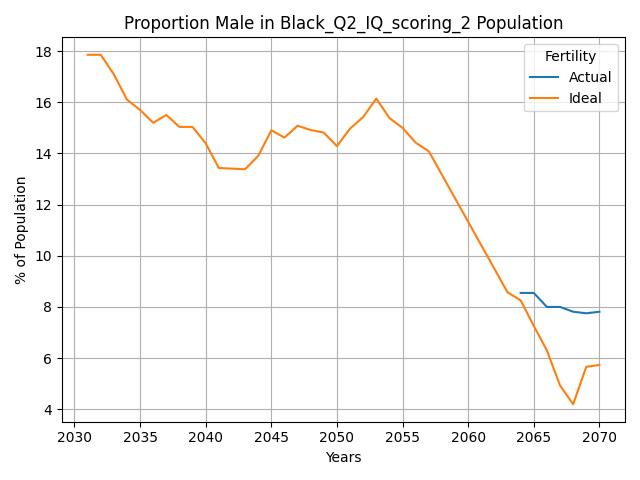 Proportion Male in Black_Q2_IQ_scoring_2 Population
% of Population
18
16
14
12
10
8
6
4
Fertility
Actual
Ideal
2030 2035 2040 2045 2050 2055 2060 2065 2070
Years